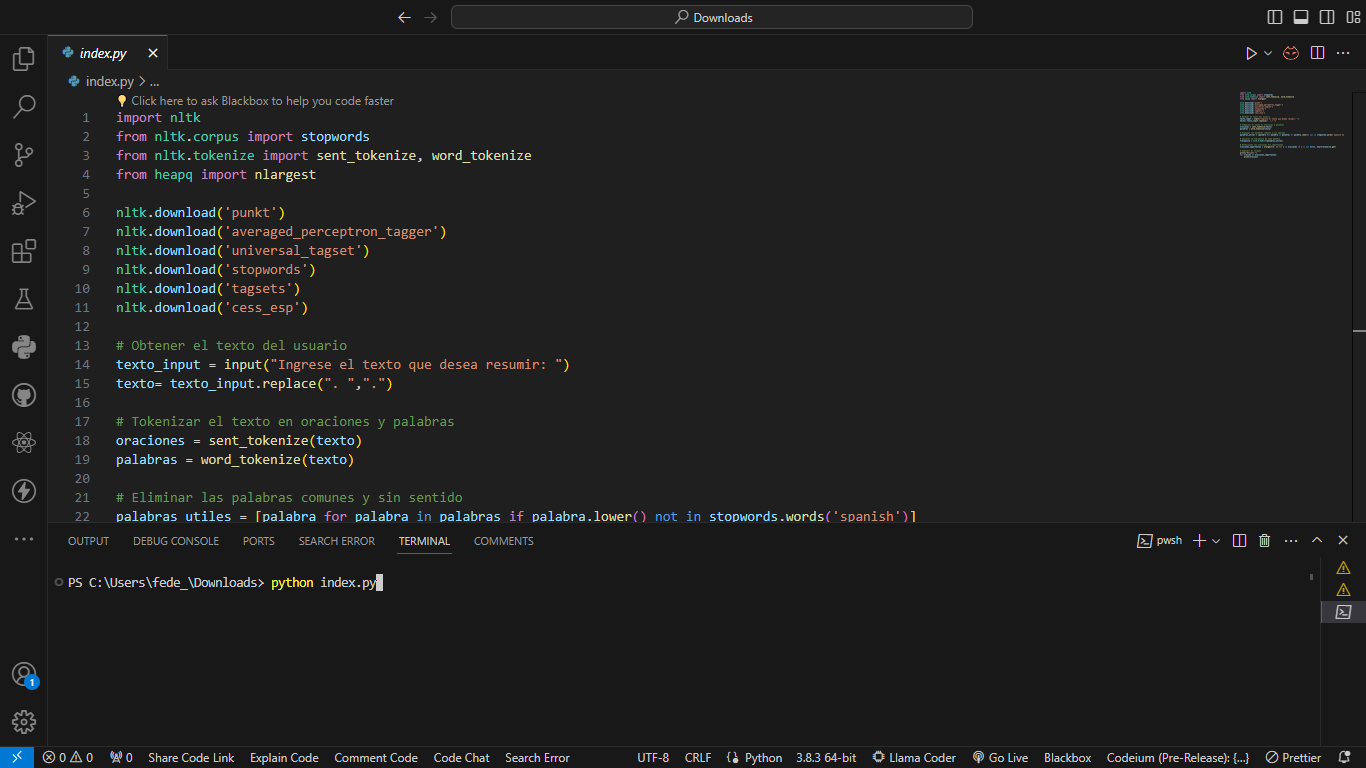 Downloads
index.py
index.py > ...
Click here to ask Blackbox to help you code faster
1 import nltk
2 from nltk.corpus import stopwords
3 from nltk.tokenize import sent_tokenize, word_tokenize
4 from heapq import nlargest
5
6 nltk.download('punkt')
7 nltk.download('averaged_perceptron_tagger')
8 nltk.download('universal_tagset')
9 nltk.download('stopwords')
10 nltk.download('tagsets')
11 nltk.download('cess_esp')
12
13 # Obtener el texto del usuario
14 texto_input = input("Ingrese el texto que desea resumir: ")
15 texto= texto_input.replace(". ",".")
16
17 # Tokenizar el texto en oraciones y palabras
18 oraciones = sent_tokenize(texto)
19 palabras = word_tokenize(texto)
20
21 # Eliminar las palabras comunes y sin sentido
22 palabras_utiles = [palabra for palabra in palabras if palabra.lower() not in stopwords.words('spanish')]
OUTPUT DEBUG CONSOLE PORTS SEARCH ERROR TERMINAL COMMENTS pwsh
PS C:\Users\fede_\Downloads> python index.py
1
0 0 0 Share Code Link Explain Code Comment Code Code Chat Search Error UTF-8 CRLF Python 3.8.3 64-bit Llama Coder Go Live Blackbox Codeium (Pre-Release): {...} Prettier